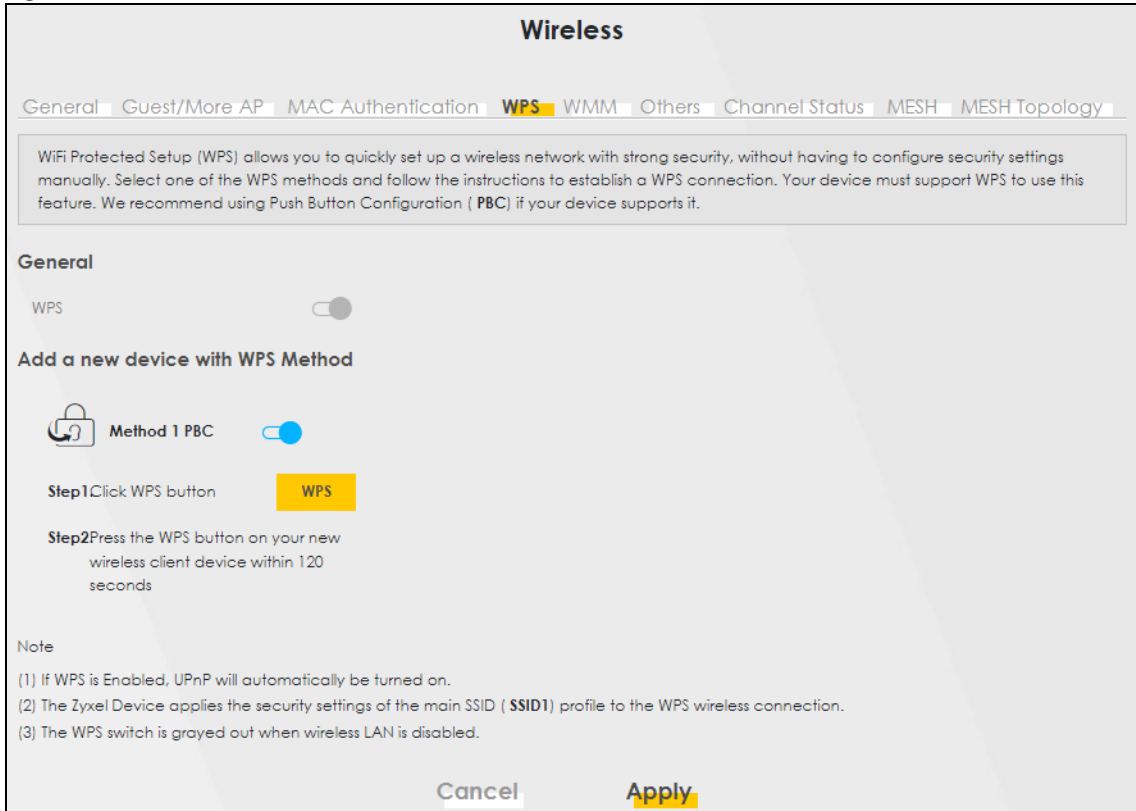 Wireless
General Guest/More AP MAC Authentication WPS WMM Others Channel Status MESH MESH Topology
WiFi Protected Setup (WPS) allows you to quickly set up a wireless network with strong security, without having to configure security settings
manually. Select one of the WPS methods and follow the instructions to establish a WPS connection. Your device must support WPS to use this
feature. We recommend using Push Button Configuration ( PBC) if your device supports it.
General
WPS
Add a new device with WPS Method
Method 1 PBC
Step1.Click WPS button WPS
Step2Press the WPS button on your new
wireless client device within 120
seconds
Note
(1) If WPS is Enabled, UPnP will automatically be turned on.
(2) The Zyxel Device applies the security settings of the main SSID ( SSID1) profile to the WPS wireless connection.
(3) The WPS switch is grayed out when wireless LAN is disabled.
Cancel Apply